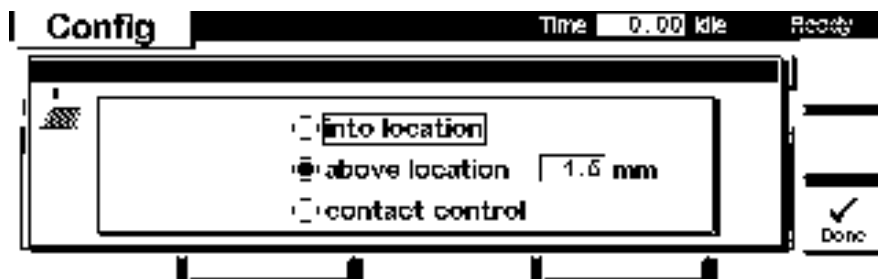 Config Time 0.00 Idle Ready
into location
above location 1.5 mm
contact control
Done